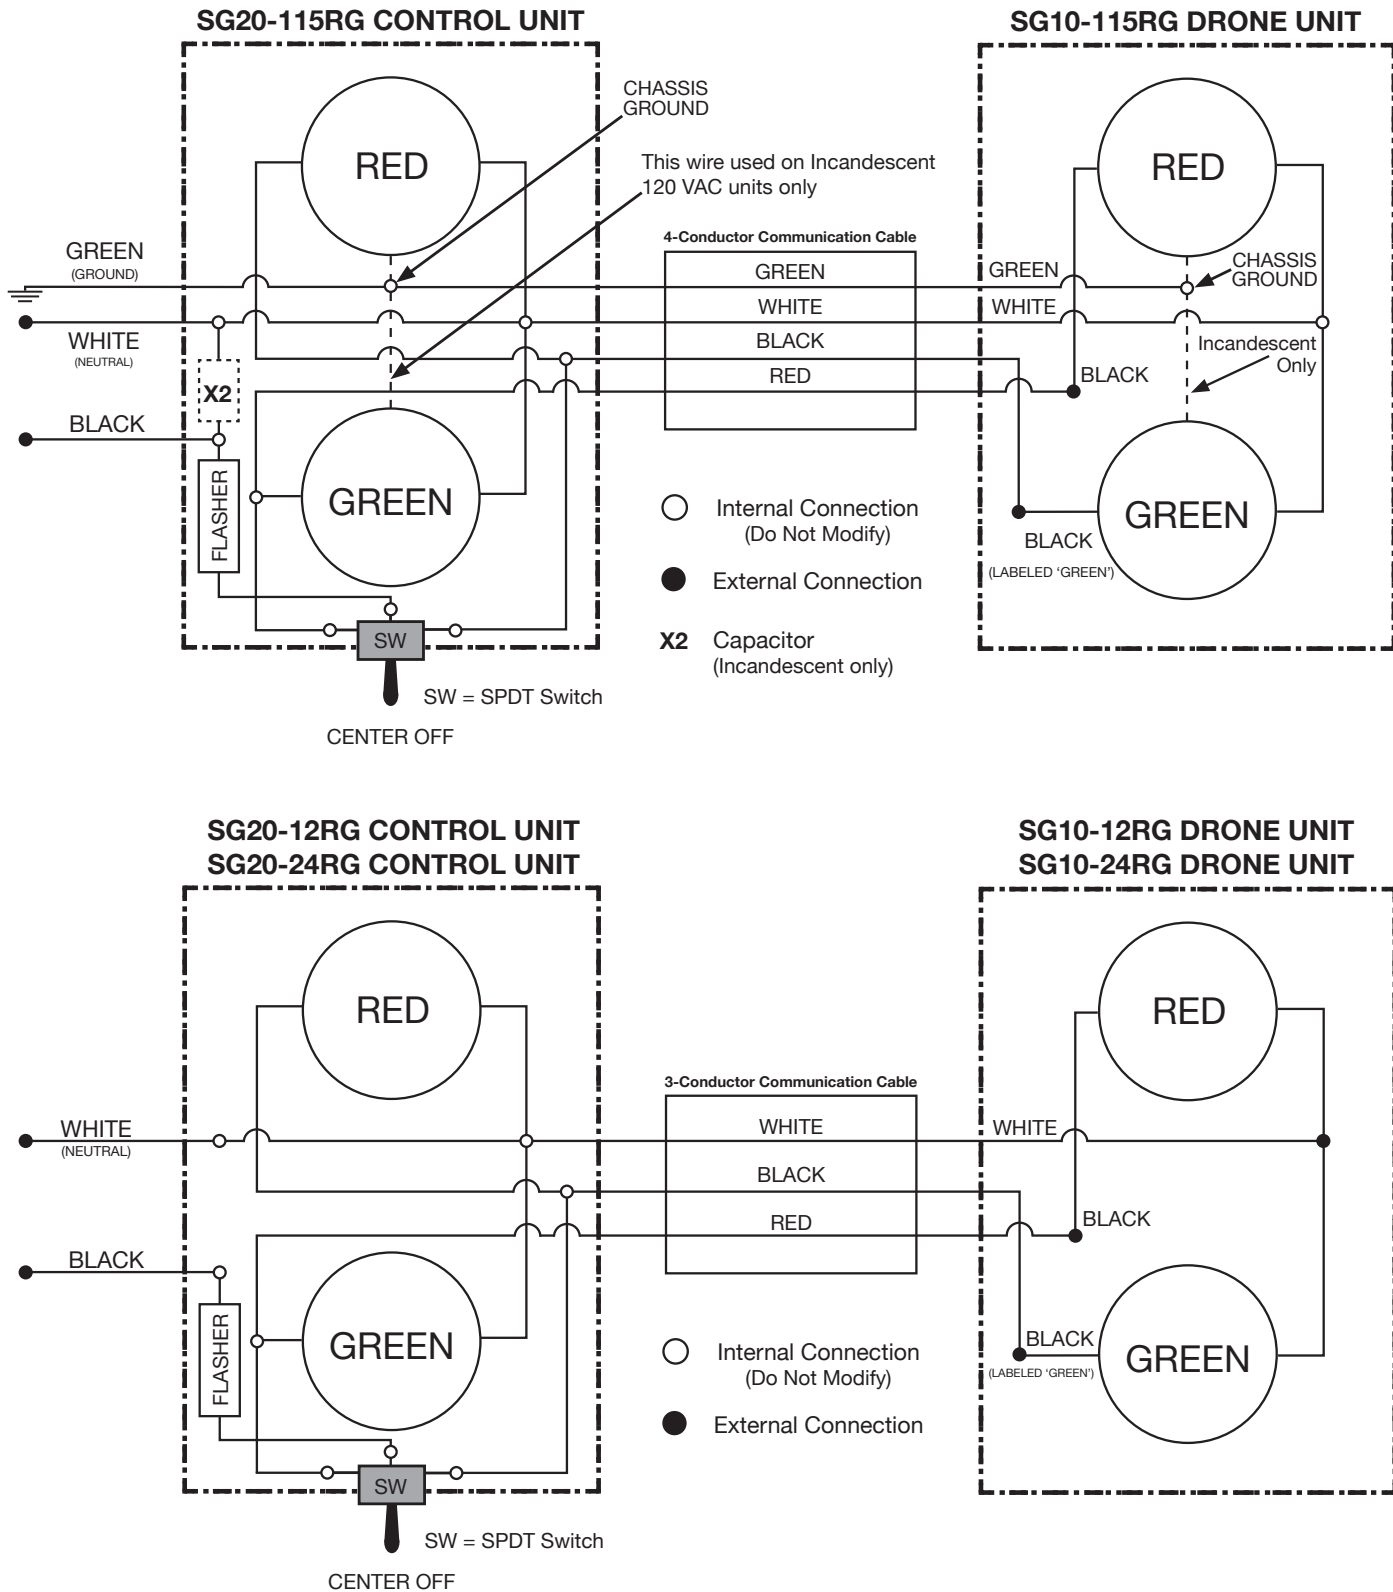 SG20-115RG CONTROL UNIT
SG10-115RG DRONE UNIT
CHASSIS
GROUND
RED
RED
This wire used on Incandescent
120 VAC units only
4-Conductor Communication Cable
GREEN
(GROUND)
GREEN
GREEN
CHASSIS
GROUND
WHITE
WHITE
WHITE
(NEUTRAL)
BLACK
Incandescent
Only
RED
BLACK
X2
BLACK
FLASHER
GREEN
GREEN
Internal Connection
(Do Not Modify)
BLACK
(LABELED ‘GREEN’)
External Connection
SW
X2 Capacitor
(Incandescent only)
SW = SPDT Switch
CENTER OFF
SG20-12RG CONTROL UNIT
SG20-24RG CONTROL UNIT
SG10-12RG DRONE UNIT
SG10-24RG DRONE UNIT
RED
RED
3-Conductor Communication Cable
WHITE
(NEUTRAL)
WHITE
WHITE
BLACK
RED
BLACK
BLACK
FLASHER
GREEN
GREEN
BLACK
(LABELED ‘GREEN’)
Internal Connection
(Do Not Modify)
External Connection
SW
SW = SPDT Switch
CENTER OFF